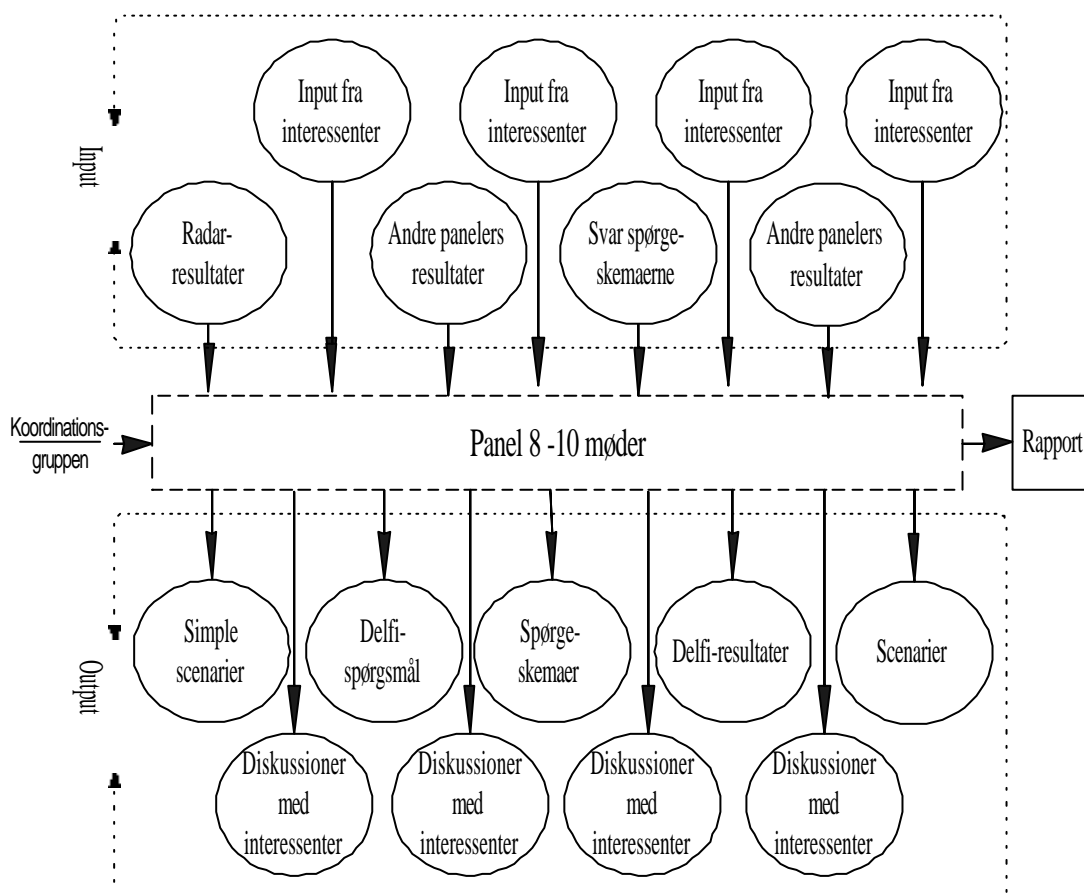 Input fra
interessenter
Input fra
interessenter
Input fra
interessenter
Input fra
interessenter
Input
Radar-
resultater
Andre panelers
resultater
Svar spørge-
skemaerne
Andre panelers
resultater
Koordinations-
gruppen
Panel 8 -10 møder
Rapport
Output
Simple
scenarier
Delfi-
spørgsmål
Spørge-
skemaer
Delfi-resultater
Scenarier
Diskussioner
med
interessenter
Diskussioner
med
interessenter
Diskussioner
med
interessenter
Diskussioner
med
interessenter